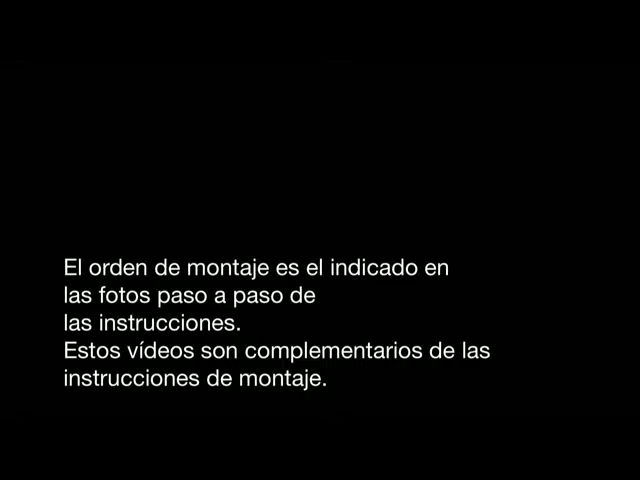 El orden de montaje es el indicado en
las fotos paso a paso de
las instrucciones.
Estos vídeos son complementarios de las
instrucciones de montaje.